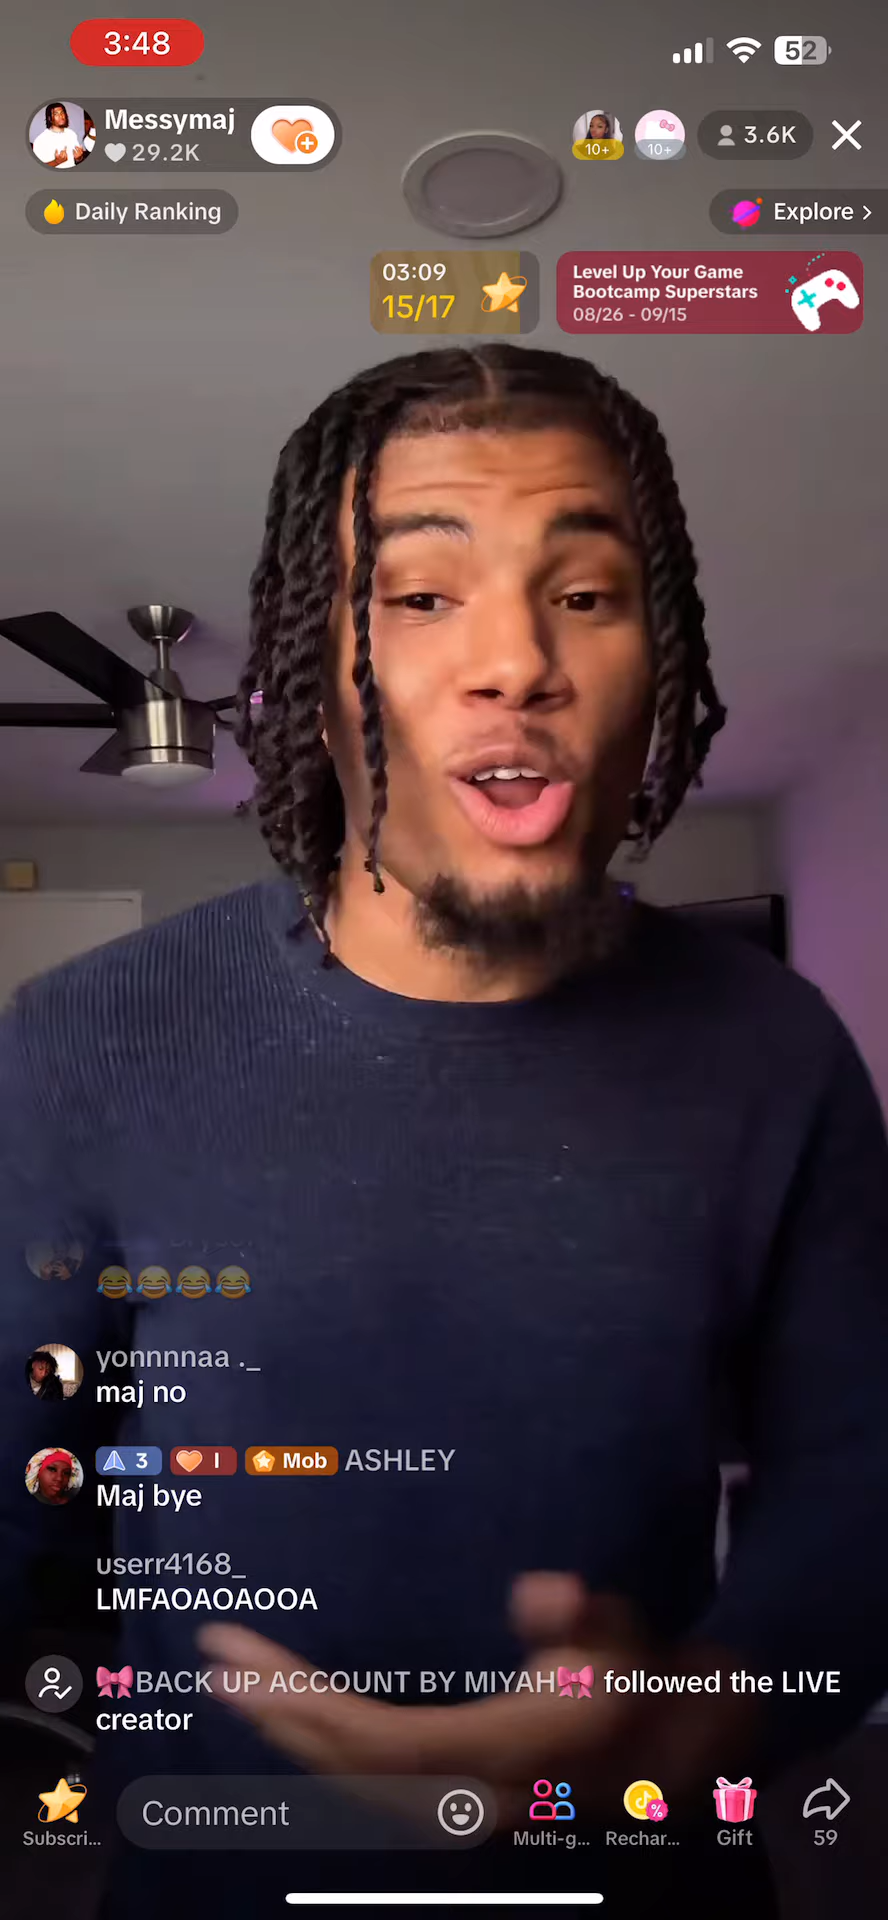 3:48
52
Messymaj
29.2K
10+
10+
3.6K
Daily Ranking
Explore >
03:09
15/17
Level Up Your Game
Bootcamp Superstars
08/26 - 09/15
😂😂😂😂
yonnnnaa ._
maj no
3 I Mob ASHLEY
Maj bye
userr4168_
LMFAOAOAOOA
🎀BACK UP ACCOUNT BY MIYAH🎀 followed the LIVE
creator
Subscri...
Comment
Multi-g...
Rechar...
Gift
59